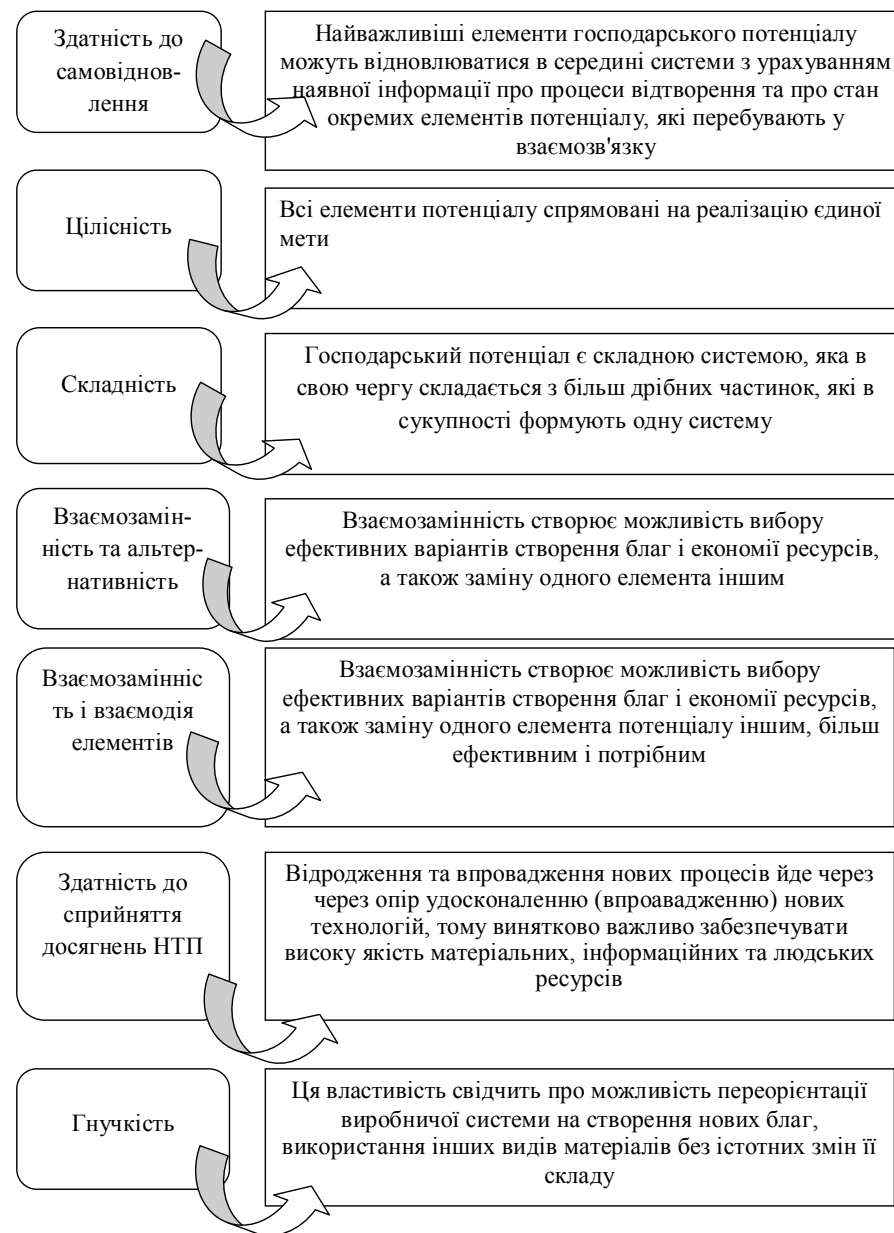 Здатність до
самовіднов-
лення
Найважливіші елементи господарського потенціалу
можуть відновлюватися в середині системи з урахуванням
наявної інформації про процеси відтворення та про стан
окремих елементів потенціалу, які перебувають у
взаємозв'язку
Цілісність
Всі елементи потенціалу спрямовані на реалізацію єдиної
мети
Складність
Господарський потенціал є складною системою, яка в
свою чергу складається з більш дрібних частинок, які в
сукупності формують одну систему
Взаємозамін-
ність та альтер-
нативність
Взаємозамінність створює можливість вибору
ефективних варіантів створення благ і економії ресурсів,
а також заміну одного елемента іншим
Взаємозамінніс
ть і взаємодія
елементів
Взаємозамінність створює можливість вибору
ефективних варіантів створення благ і економії ресурсів,
а також заміну одного елемента потенціалу іншим, більш
ефективним і потрібним
Здатність до
сприйняття
досягнень НТП
Відродження та впровадження нових процесів йде через
через опір удосконаленню (впроавадженню) нових
технологій, тому винятково важливо забезпечувати
високу якість матеріальних, інформаційних та людських
ресурсів
Гнучкість
Ця властивість свідчить про можливість переорієнтації
виробничої системи на створення нових благ,
використання інших видів матеріалів без істотних змін її
складу